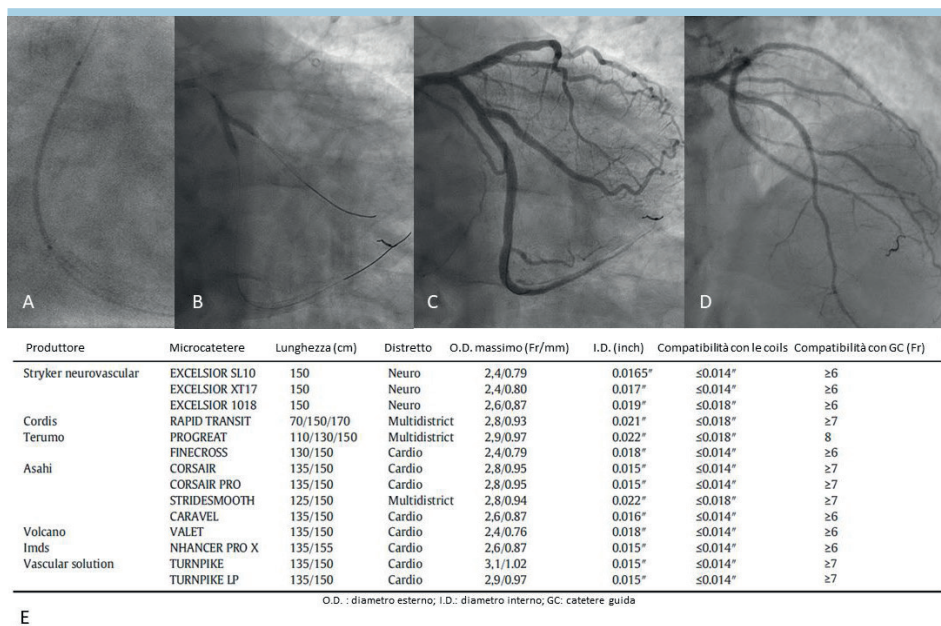 A
B
C
D
Produttore Microcatetere Lunghezza (cm) Distretto O.D. massimo (Fr/mm) I.D. (inch) Compatibilità con le coils Compatibilità con GC (Fr)
Stryker neurovascular EXCELSIOR SL10 150 Neuro 2,4/0.79 0.0165″ ≤0.014″ ≥6
EXCELSIOR XT17 150 Neuro 2,4/0.80 0.017″ ≤0.014″ ≥6
EXCELSIOR 1018 150 Neuro 2,6/0,87 0.019″ ≤0.018″ ≥6
Cordis RAPID TRANSIT 70/150/170 Multidistrict 2,8/0.93 0.021″ ≤0.018″ ≥7
Terumo PROGREAT 110/130/150 Multidistrict 2,9/0,97 0.022″ ≤0.018″ 8
FINECROSS 130/150 Cardio 2,4/0.79 0.018″ ≤0.014″ ≥6
Asahi CORSAIR 135/150 Cardio 2,8/0.95 0.015″ ≤0.014″ ≥7
CORSAIR PRO 135/150 Cardio 2,8/0.95 0.015″ ≤0.014″ ≥7
STRIDESMOOTH 125/150 Multidistrict 2,8/0.94 0.022″ ≤0.018″ ≥7
CARAVEL 135/150 Cardio 2,6/0.87 0.016″ ≤0.014″ ≥6
Volcano VALET 135/150 Cardio 2,4/0.76 0.018″ ≤0.014″ ≥6
Imds NHANCER PRO X 135/155 Cardio 2,6/0.87 0.015″ ≤0.014″ ≥6
Vascular solution TURNPIKE 135/150 Cardio 3,1/1.02 0.015″ ≤0.014″ ≥7
TURNPIKE LP 135/150 Cardio 2,9/0.97 0.015″ ≤0.014″ ≥7
O.D. : diametro esterno; I.D.: diametro interno; GC: catetere guida
E